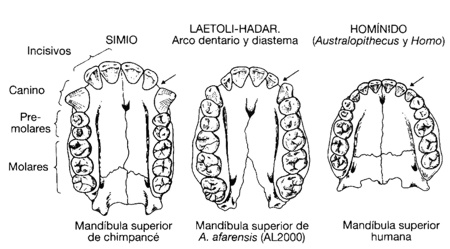 SIMIO
LAETOLI-HADAR.
Arco dentario y diastema
HOMÍNIDO
(Australopithecus y Homo)
Incisivos
Canino
Pre-
molares
Molares
Mandíbula superior
de chimpancé
Mandíbula superior de
A. afarensis (AL2000)
Mandíbula superior
humana